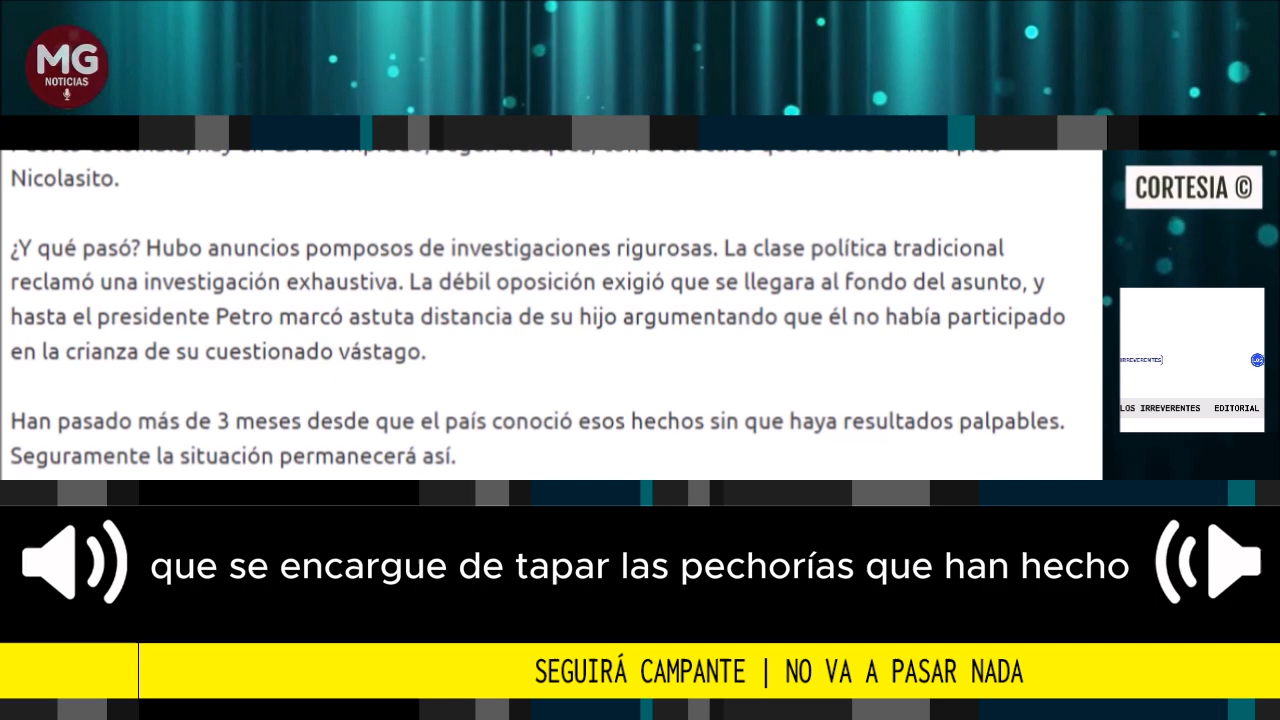 MG
NOTICIAS
Nicolasito.
¿Y qué pasó? Hubo anuncios pomposos de investigaciones rigurosas. La clase política tradicional
reclamó una investigación exhaustiva. La débil oposición exigió que se llegara al fondo del asunto, y
hasta el presidente Petro marcó astuta distancia de su hijo argumentando que él no había participado
en la crianza de su cuestionado vástago.
Han pasado más de 3 meses desde que el país conoció esos hechos sin que haya resultados palpables.
Seguramente la situación permanecerá así.
CORTESIA ©
IRREVERENTES]
LOS
LOS IRREVERENTES EDITORIAL
que se encargue de tapar las pechorías que han hecho
SEGUIRÁ CAMPANTE | NO VA A PASAR NADA